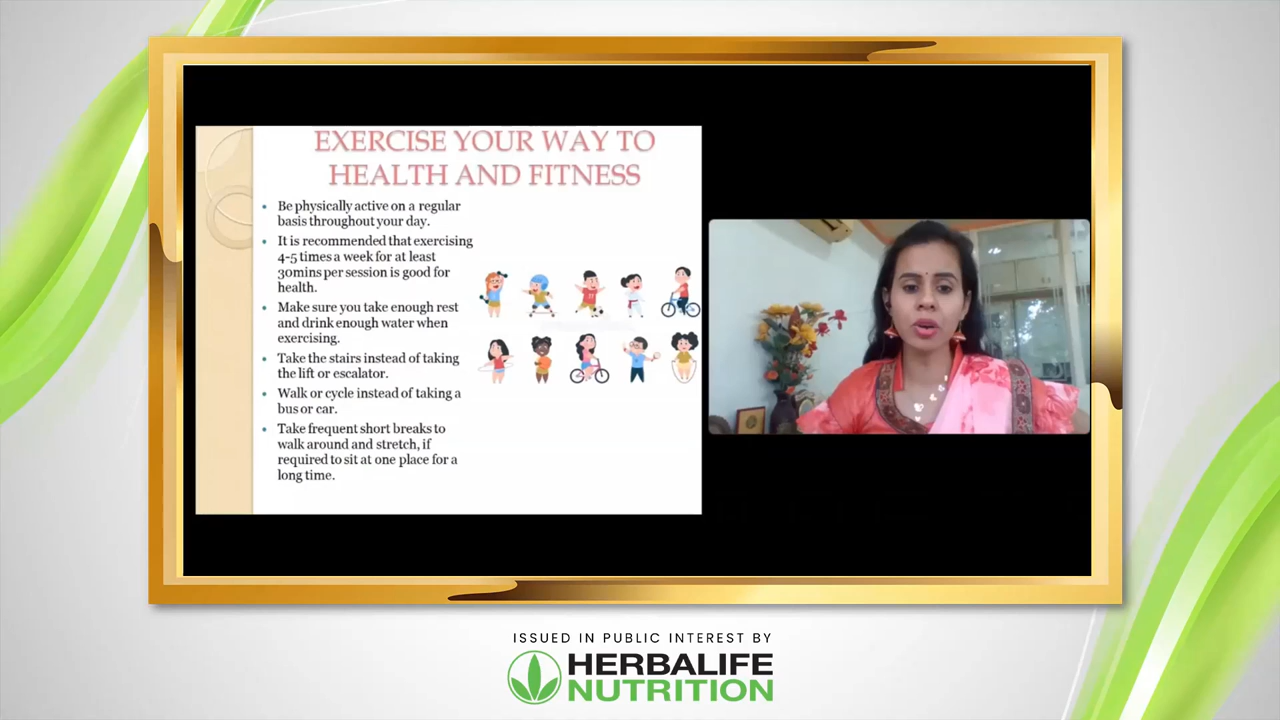 EXERCISE YOUR WAY TO
HEALTH AND FITNESS
• Be physically active on a regular
basis throughout your day.
• It is recommended that exercising
4-5 times a week for at least
30mins per session is good for
health.
• Make sure you take enough rest
and drink enough water when
exercising.
• Take the stairs instead of taking
the lift or escalator.
• Walk or cycle instead of taking a
bus or car.
• Take frequent short breaks to
walk around and stretch, if
required to sit at one place for a
long time.
ISSUED IN PUBLIC INTEREST BY
HERBALIFE
NUTRITION